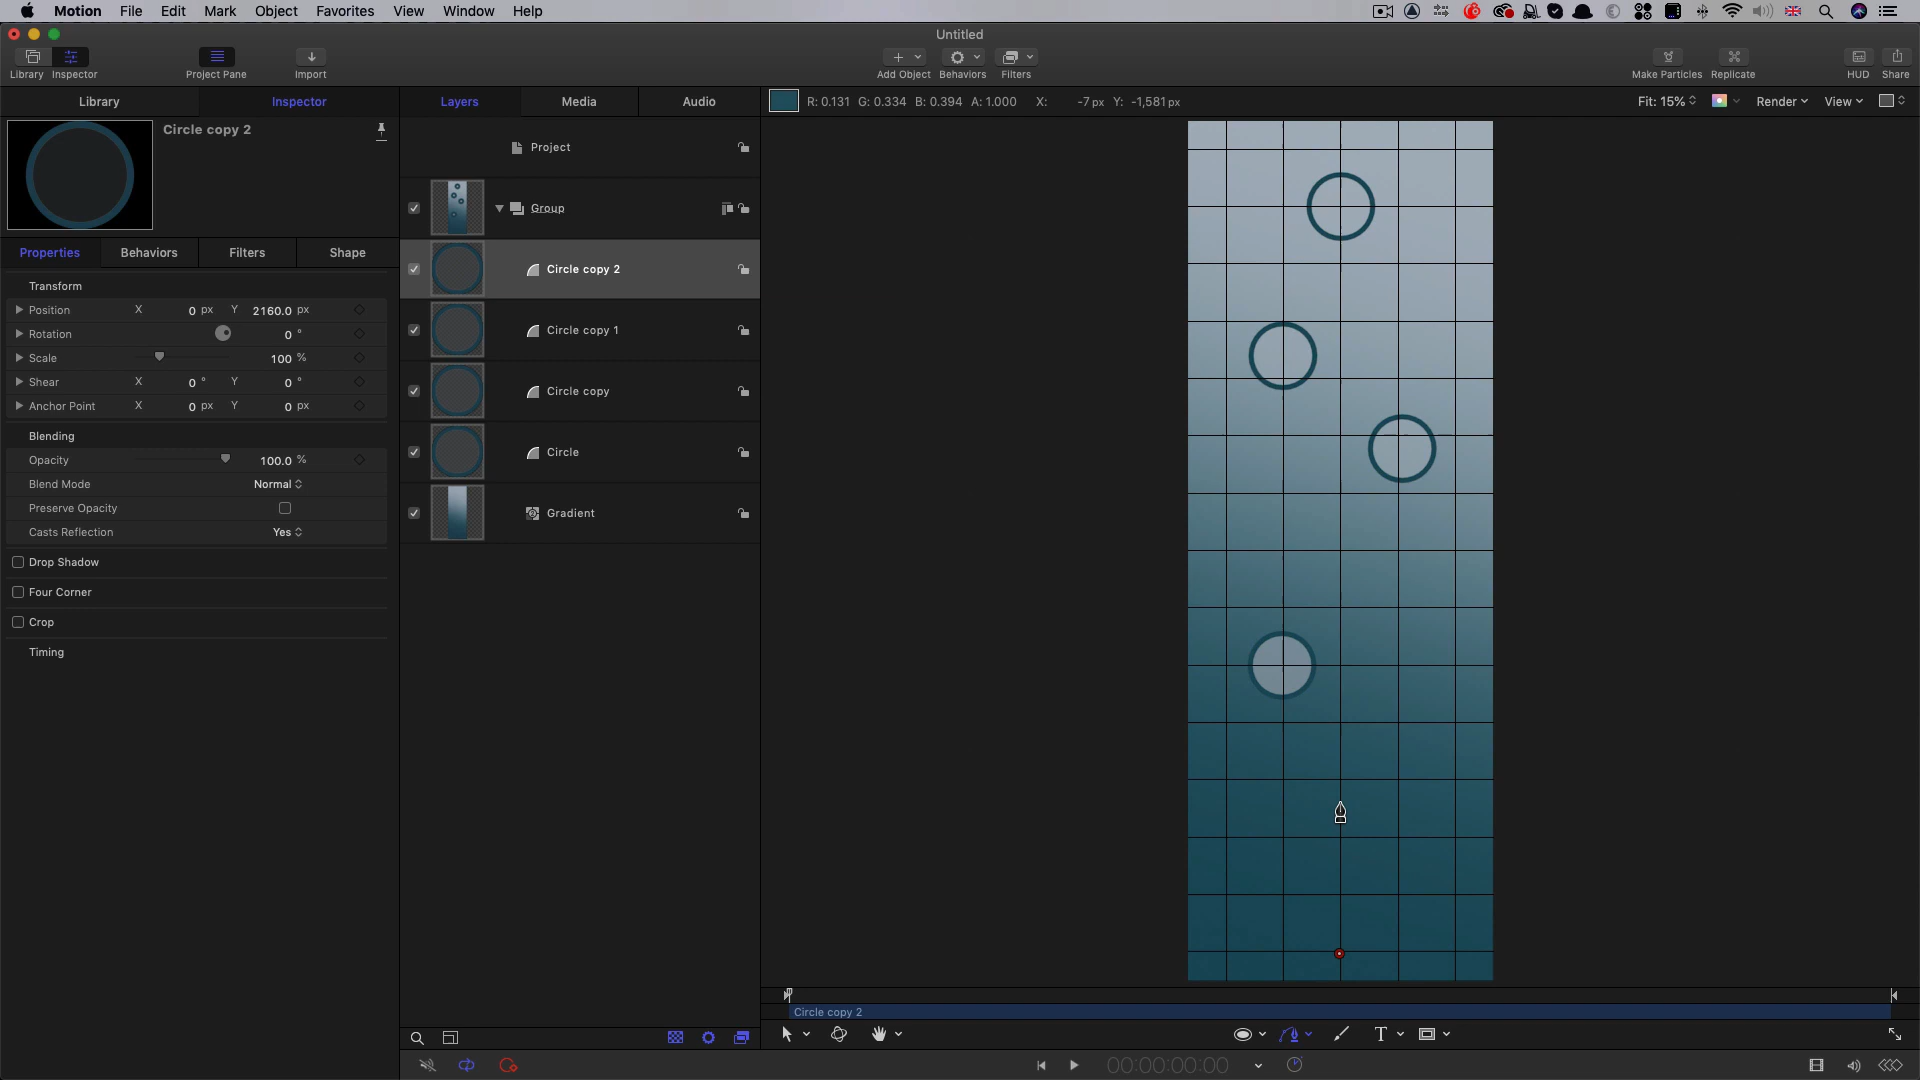 Motion File Edit Mark Object Favorites View Window Help
Untitled
Library Inspector Project Pane Import Add Object Behaviors Filters Make Particles Replicate HUD Share
Library Inspector Layers Media Audio R: 0.131 G: 0.334 B: 0.394 A: 1.000 X: -7 px Y: -1,581 px Fit: 15% Render View
Circle copy 2
Project
Group
Properties Behaviors Filters Shape
Circle copy 2
Transform
Position X 0 px Y 2160.0 px
Rotation 0 °
Circle copy 1
Scale 100 %
Shear X 0 ° Y 0 °
Circle copy
Anchor Point X 0 px Y 0 px
Blending
Circle
Opacity 100.0 %
Blend Mode Normal
Preserve Opacity
Gradient
Casts Reflection Yes
Drop Shadow
Four Corner
Crop
Timing
Circle copy 2
T
00:00:00:00